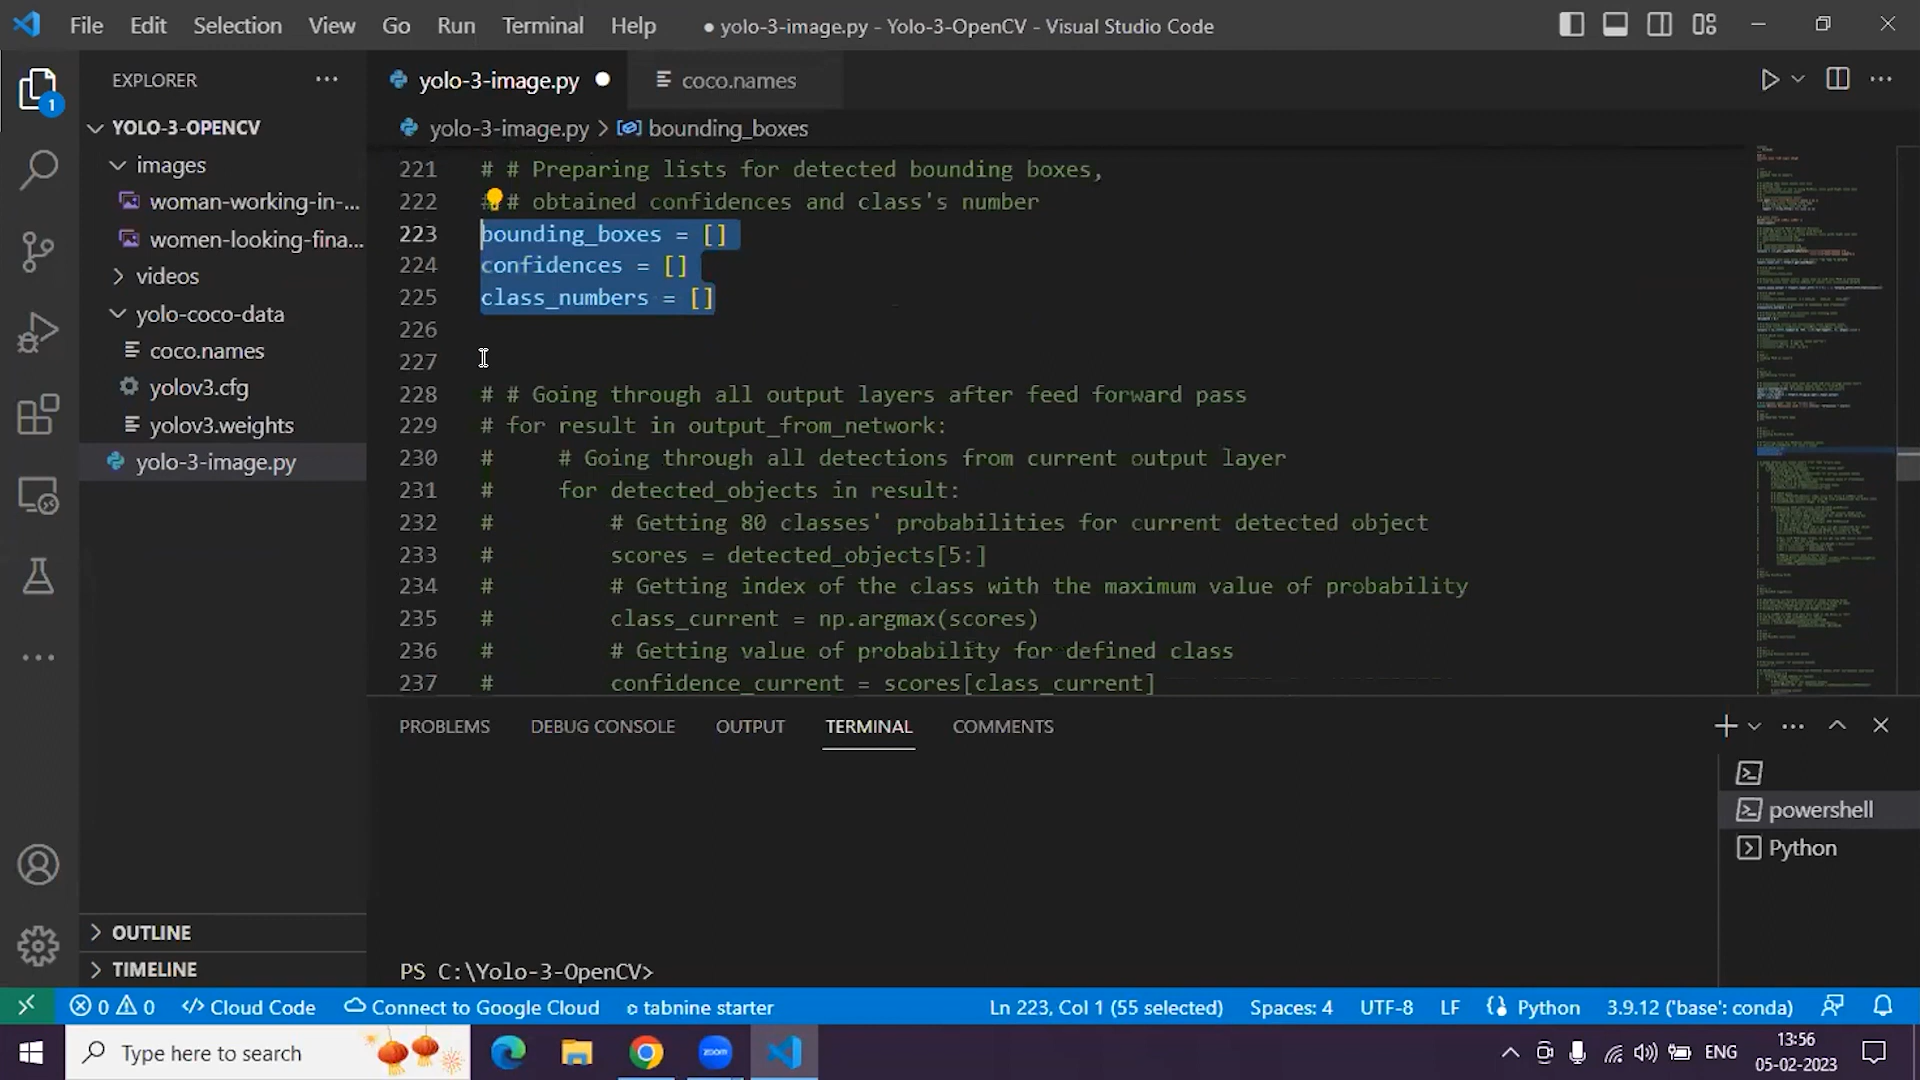 File Edit Selection View Go Run Terminal Help ● yolo-3-image.py - Yolo-3-OpenCV - Visual Studio Code
EXPLORER ···
yolo-3-image.py ● coco.names
1
YOLO-3-OPENCV
yolo-3-image.py > bounding_boxes
images
woman-working-in-...
women-looking-fina...
videos
yolo-coco-data
coco.names
yolov3.cfg
yolov3.weights
yolo-3-image.py
221 # # Preparing lists for detected bounding boxes,
222 # # obtained confidences and class's number
223 bounding_boxes = []
224 confidences = []
225 class_numbers = []
226
227
228 # # Going through all output layers after feed forward pass
229 # for result in output_from_network:
230 #     # Going through all detections from current output layer
231 #     for detected_objects in result:
232 #         # Getting 80 classes' probabilities for current detected object
233 #         scores = detected_objects[5:]
234 #         # Getting index of the class with the maximum value of probability
235 #         class_current = np.argmax(scores)
236 #         # Getting value of probability for defined class
237 #         confidence_current = scores[class_current]
PROBLEMS DEBUG CONSOLE OUTPUT TERMINAL COMMENTS
powershell
Python
PS C:\Yolo-3-OpenCV>
OUTLINE
TIMELINE
0 0 Cloud Code Connect to Google Cloud tabnine starter Ln 223, Col 1 (55 selected) Spaces: 4 UTF-8 LF Python 3.9.12 ('base': conda)
Type here to search
zoom
ENG
13:56
05-02-2023